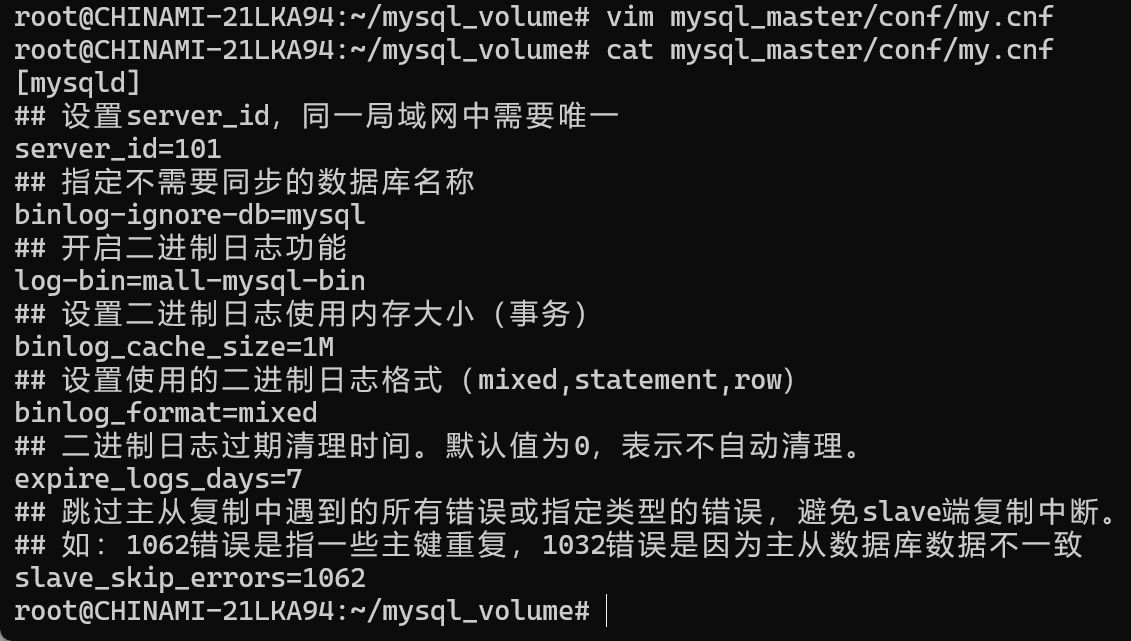 root@CHINAMI-21LKA94:~/mysql_volume# vim mysql_master/conf/my.cnf
root@CHINAMI-21LKA94:~/mysql_volume# cat mysql_master/conf/my.cnf
[mysqld]
## 设置server_id，同一局域网中需要唯一
server_id=101
## 指定不需要同步的数据库名称
binlog-ignore-db=mysql
## 开启二进制日志功能
log-bin=mall-mysql-bin
## 设置二进制日志使用内存大小（事务）
binlog_cache_size=1M
## 设置使用的二进制日志格式（mixed,statement,row）
binlog_format=mixed
## 二进制日志过期清理时间。默认值为0，表示不自动清理。
expire_logs_days=7
## 跳过主从复制中遇到的所有错误或指定类型的错误，避免slave端复制中断。
## 如：1062错误是指一些主键重复，1032错误是因为主从数据库数据不一致
slave_skip_errors=1062
root@CHINAMI-21LKA94:~/mysql_volume#